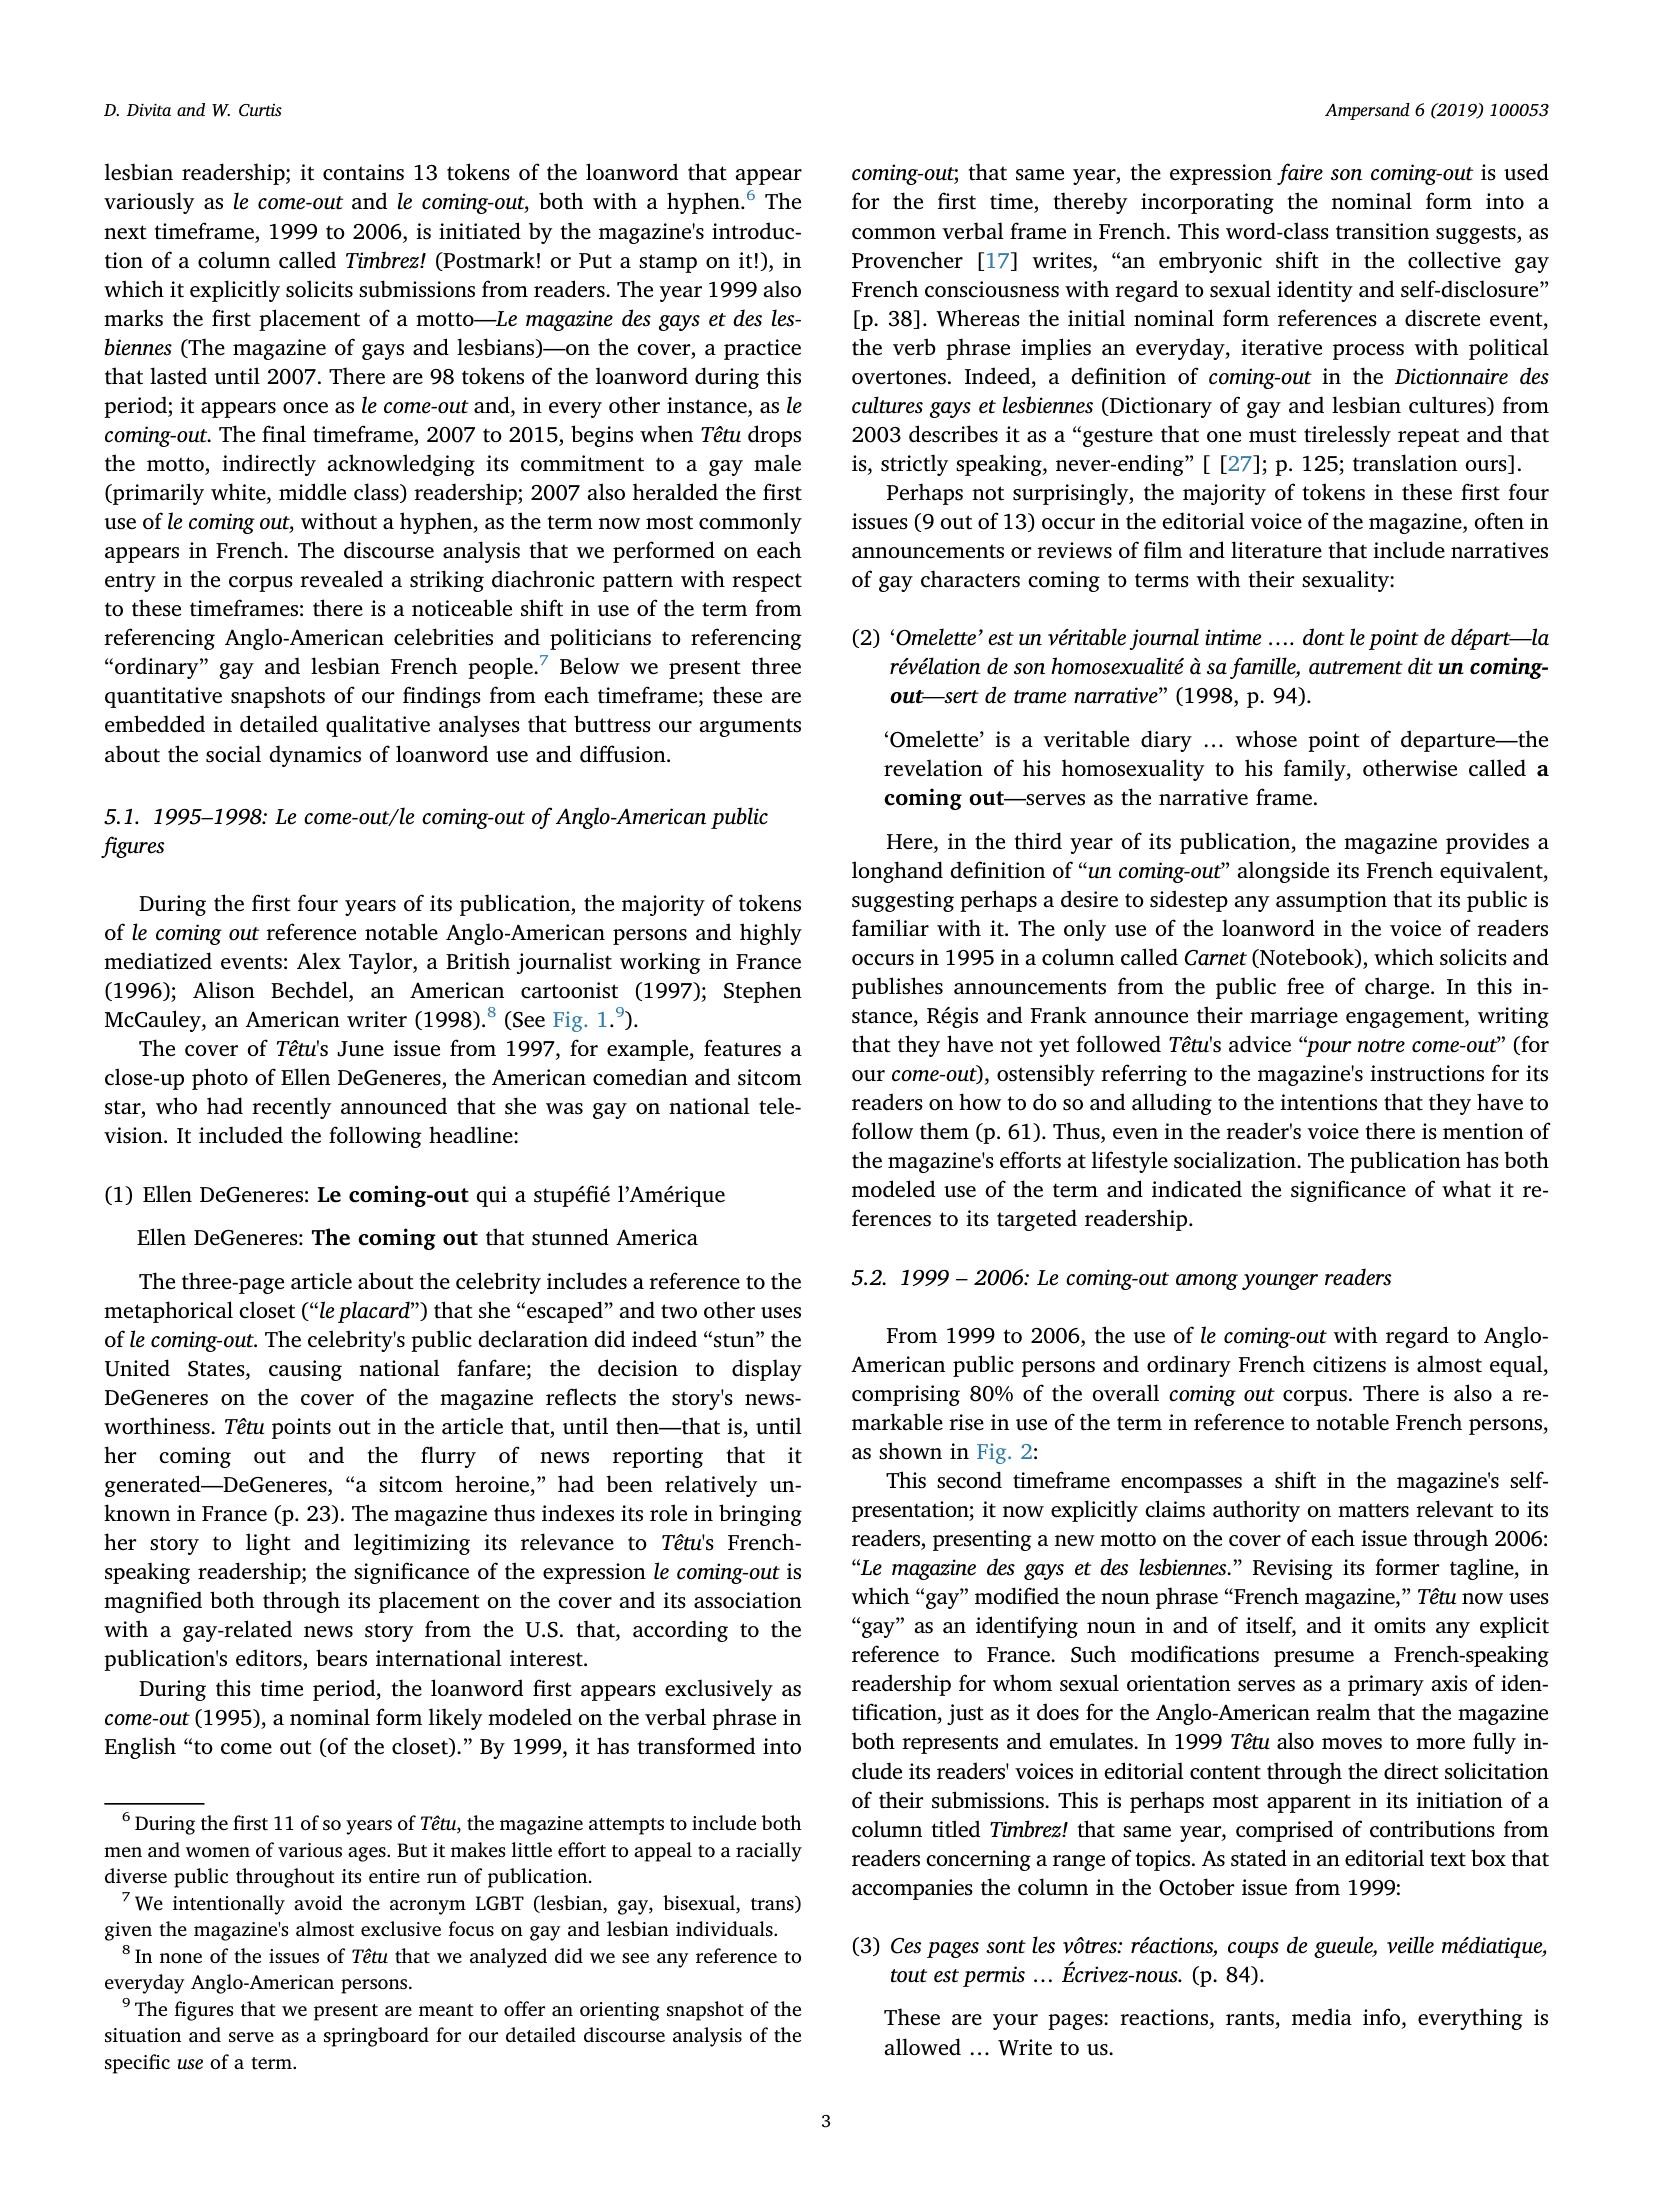 D. Divita and W. Curtis
Ampersand 6 (2019) 100053
lesbian readership; it contains 13 tokens of the loanword that appear
variously as le come-out and le coming-out, both with a hyphen.6 The
next timeframe, 1999 to 2006, is initiated by the magazine's introduc-
tion of a column called Timbrez! (Postmark! or Put a stamp on it!), in
which it explicitly solicits submissions from readers. The year 1999 also
marks the first placement of a motto—Le magazine des gays et des les-
biennes (The magazine of gays and lesbians)—on the cover, a practice
that lasted until 2007. There are 98 tokens of the loanword during this
period; it appears once as le come-out and, in every other instance, as le
coming-out. The final timeframe, 2007 to 2015, begins when Têtu drops
the motto, indirectly acknowledging its commitment to a gay male
(primarily white, middle class) readership; 2007 also heralded the first
use of le coming out, without a hyphen, as the term now most commonly
appears in French. The discourse analysis that we performed on each
entry in the corpus revealed a striking diachronic pattern with respect
to these timeframes: there is a noticeable shift in use of the term from
referencing Anglo-American celebrities and politicians to referencing
“ordinary” gay and lesbian French people.7 Below we present three
quantitative snapshots of our findings from each timeframe; these are
embedded in detailed qualitative analyses that buttress our arguments
about the social dynamics of loanword use and diffusion.
5.1. 1995–1998: Le come-out/le coming-out of Anglo-American public
figures
During the first four years of its publication, the majority of tokens
of le coming out reference notable Anglo-American persons and highly
mediatized events: Alex Taylor, a British journalist working in France
(1996); Alison Bechdel, an American cartoonist (1997); Stephen
McCauley, an American writer (1998).8 (See Fig. 1.9).
The cover of Têtu's June issue from 1997, for example, features a
close-up photo of Ellen DeGeneres, the American comedian and sitcom
star, who had recently announced that she was gay on national tele-
vision. It included the following headline:
(1) Ellen DeGeneres: Le coming-out qui a stupéfié l’Amérique
Ellen DeGeneres: The coming out that stunned America
The three-page article about the celebrity includes a reference to the
metaphorical closet (“le placard”) that she “escaped” and two other uses
of le coming-out. The celebrity's public declaration did indeed “stun” the
United States, causing national fanfare; the decision to display
DeGeneres on the cover of the magazine reflects the story's news-
worthiness. Têtu points out in the article that, until then—that is, until
her coming out and the flurry of news reporting that it
generated—DeGeneres, “a sitcom heroine,” had been relatively un-
known in France (p. 23). The magazine thus indexes its role in bringing
her story to light and legitimizing its relevance to Têtu's French-
speaking readership; the significance of the expression le coming-out is
magnified both through its placement on the cover and its association
with a gay-related news story from the U.S. that, according to the
publication's editors, bears international interest.
During this time period, the loanword first appears exclusively as
come-out (1995), a nominal form likely modeled on the verbal phrase in
English “to come out (of the closet).” By 1999, it has transformed into
6 During the first 11 of so years of Têtu, the magazine attempts to include both
men and women of various ages. But it makes little effort to appeal to a racially
diverse public throughout its entire run of publication.
7 We intentionally avoid the acronym LGBT (lesbian, gay, bisexual, trans)
given the magazine's almost exclusive focus on gay and lesbian individuals.
8 In none of the issues of Têtu that we analyzed did we see any reference to
everyday Anglo-American persons.
9 The figures that we present are meant to offer an orienting snapshot of the
situation and serve as a springboard for our detailed discourse analysis of the
specific use of a term.
coming-out; that same year, the expression faire son coming-out is used
for the first time, thereby incorporating the nominal form into a
common verbal frame in French. This word-class transition suggests, as
Provencher [17] writes, “an embryonic shift in the collective gay
French consciousness with regard to sexual identity and self-disclosure”
[p. 38]. Whereas the initial nominal form references a discrete event,
the verb phrase implies an everyday, iterative process with political
overtones. Indeed, a definition of coming-out in the Dictionnaire des
cultures gays et lesbiennes (Dictionary of gay and lesbian cultures) from
2003 describes it as a “gesture that one must tirelessly repeat and that
is, strictly speaking, never-ending” [ [27]; p. 125; translation ours].
Perhaps not surprisingly, the majority of tokens in these first four
issues (9 out of 13) occur in the editorial voice of the magazine, often in
announcements or reviews of film and literature that include narratives
of gay characters coming to terms with their sexuality:
(2) ‘Omelette’ est un véritable journal intime …. dont le point de départ—la
révélation de son homosexualité à sa famille, autrement dit un coming-
out—sert de trame narrative” (1998, p. 94).
‘Omelette’ is a veritable diary … whose point of departure—the
revelation of his homosexuality to his family, otherwise called a
coming out—serves as the narrative frame.
Here, in the third year of its publication, the magazine provides a
longhand definition of “un coming-out” alongside its French equivalent,
suggesting perhaps a desire to sidestep any assumption that its public is
familiar with it. The only use of the loanword in the voice of readers
occurs in 1995 in a column called Carnet (Notebook), which solicits and
publishes announcements from the public free of charge. In this in-
stance, Régis and Frank announce their marriage engagement, writing
that they have not yet followed Têtu's advice “pour notre come-out” (for
our come-out), ostensibly referring to the magazine's instructions for its
readers on how to do so and alluding to the intentions that they have to
follow them (p. 61). Thus, even in the reader's voice there is mention of
the magazine's efforts at lifestyle socialization. The publication has both
modeled use of the term and indicated the significance of what it re-
ferences to its targeted readership.
5.2. 1999 – 2006: Le coming-out among younger readers
From 1999 to 2006, the use of le coming-out with regard to Anglo-
American public persons and ordinary French citizens is almost equal,
comprising 80% of the overall coming out corpus. There is also a re-
markable rise in use of the term in reference to notable French persons,
as shown in Fig. 2:
This second timeframe encompasses a shift in the magazine's self-
presentation; it now explicitly claims authority on matters relevant to its
readers, presenting a new motto on the cover of each issue through 2006:
“Le magazine des gays et des lesbiennes.” Revising its former tagline, in
which “gay” modified the noun phrase “French magazine,” Têtu now uses
“gay” as an identifying noun in and of itself, and it omits any explicit
reference to France. Such modifications presume a French-speaking
readership for whom sexual orientation serves as a primary axis of iden-
tification, just as it does for the Anglo-American realm that the magazine
both represents and emulates. In 1999 Têtu also moves to more fully in-
clude its readers' voices in editorial content through the direct solicitation
of their submissions. This is perhaps most apparent in its initiation of a
column titled Timbrez! that same year, comprised of contributions from
readers concerning a range of topics. As stated in an editorial text box that
accompanies the column in the October issue from 1999:
(3) Ces pages sont les vôtres: réactions, coups de gueule, veille médiatique,
tout est permis … Écrivez-nous. (p. 84).
These are your pages: reactions, rants, media info, everything is
allowed … Write to us.
3